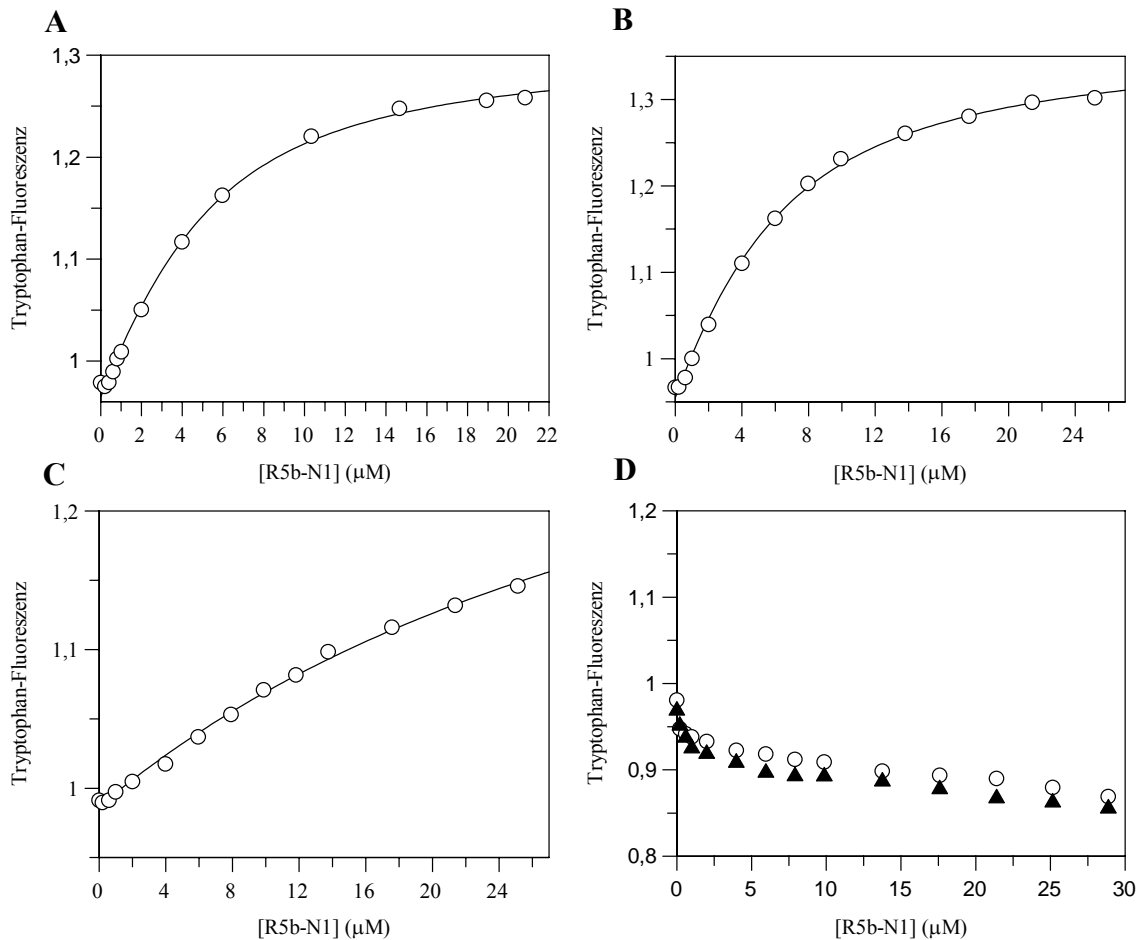 A
1,3
1,2
1,1
1
Tryptophan-Fluoreszenz
0 2 4 6 8 10 12 14 16 18 20 22
[R5b-N1] (µM)
B
1,3
1,2
1,1
1
Tryptophan-Fluoreszenz
0 4 8 12 16 20 24
[R5b-N1] (µM)
C
1,2
1,1
1
Tryptophan-Fluoreszenz
0 4 8 12 16 20 24
[R5b-N1] (µM)
D
1,2
1,1
1
0,9
0,8
Tryptophan-Fluoreszenz
0 5 10 15 20 25 30
[R5b-N1] (µM)